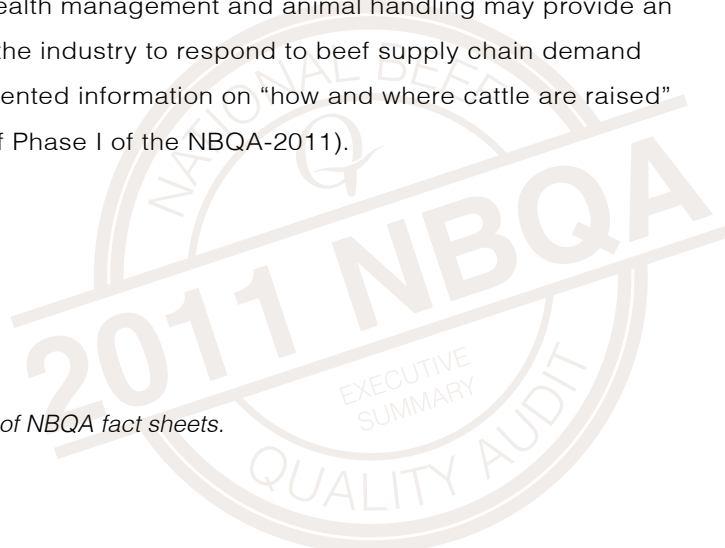 ealth management and animal handling may provide an
the industry to respond to beef supply chain demand
ented information on “how and where cattle are raised”
f Phase I of the NBQA-2011).
NATIONAL BEEF
2011 NBQA
EXECUTIVE
SUMMARY
QUALITY AUDIT
of NBQA fact sheets.